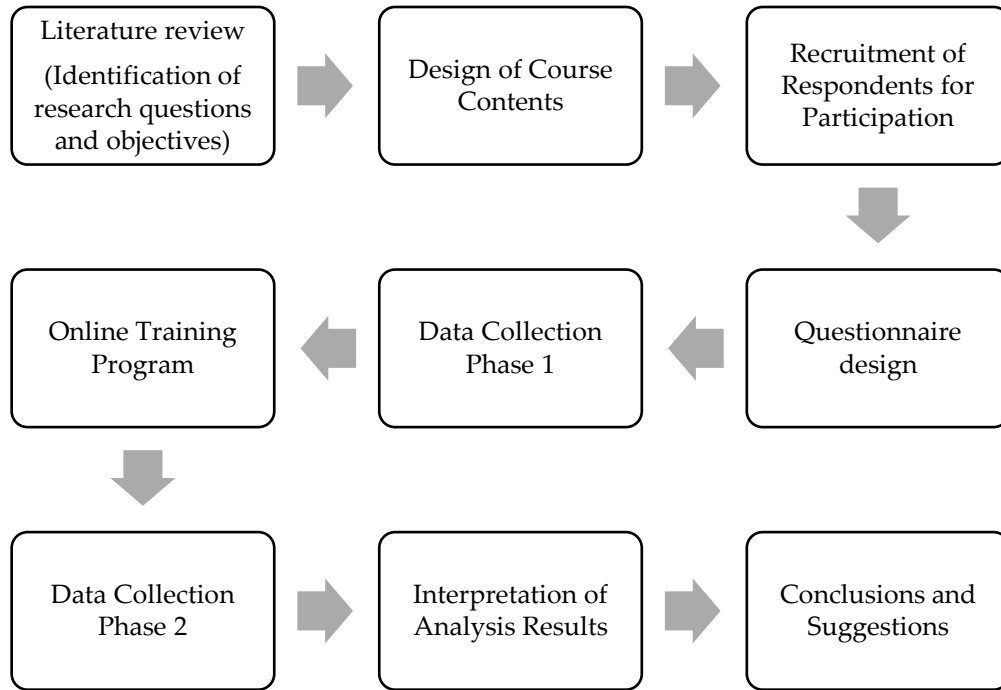 Literature review
(Identification of
research questions
and objectives)
Design of Course
Contents
Recruitment of
Respondents for
Participation
Questionnaire
design
Data Collection
Phase 1
Online Training
Program
Data Collection
Phase 2
Interpretation of
Analysis Results
Conclusions and
Suggestions